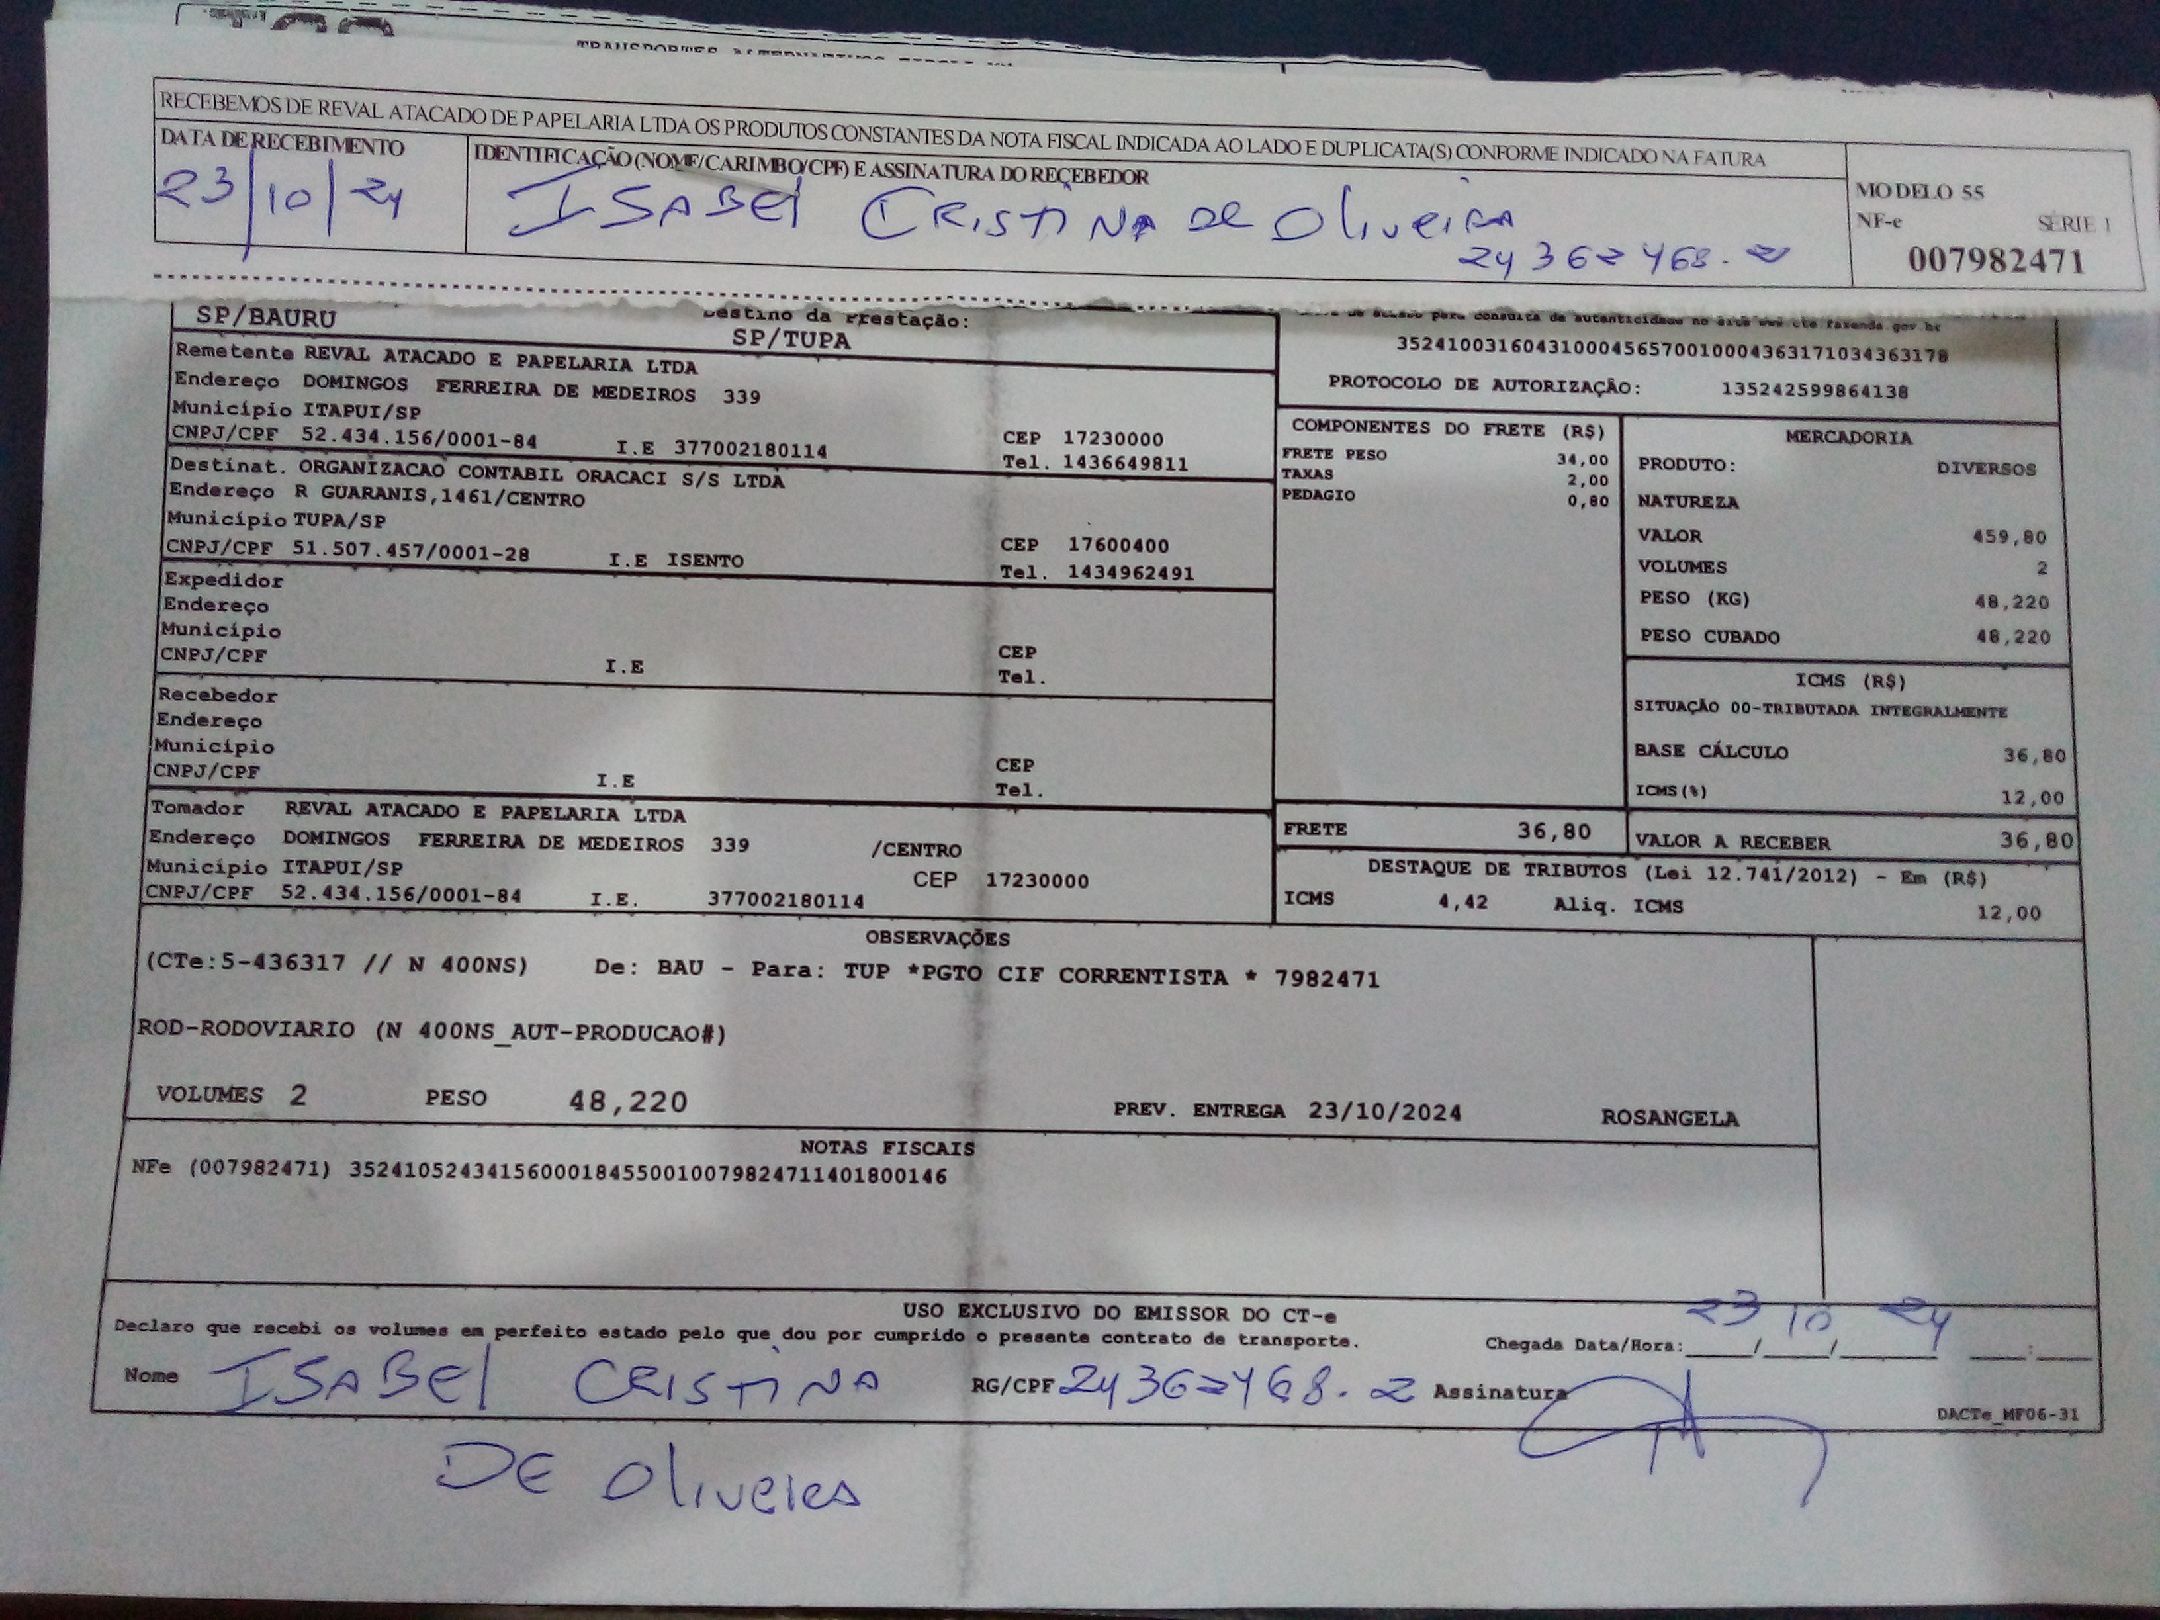 RECEBEMOS DE REVAL ATACADO DE PAPELARIA LTDA OS PRODUTOS CONSTANTES DA NOTA FISCAL INDICADA AO LADO E DUPLICATA(S) CONFORME INDICADO NA FATURA
DATA DE RECEBIMENTO
23/10/24
IDENTIFICAÇÃO (NOME/CARIMBO/CPF) E ASSINATURA DO RECEBEDOR
ISABEl CRISTINA DE OliveiRA
24 362468.2
MODELO 55
NF-e SÉRIE 1
007982471
SP/BAURU
Destino da Prestação:
SP/TUPA
Remetente REVAL ATACADO E PAPELARIA LTDA
Endereço DOMINGOS FERREIRA DE MEDEIROS 339
Município ITAPUI/SP
CNPJ/CPF 52.434.156/0001-84 I.E 377002180114
CEP 17230000
Tel. 1436649811
Destinat. ORGANIZACAO CONTABIL ORACACI S/S LTDA
Endereço R GUARANIS,1461/CENTRO
Município TUPA/SP
CNPJ/CPF 51.507.457/0001-28 I.E ISENTO
CEP 17600400
Tel. 1434962491
Expedidor
Endereço
Município
CNPJ/CPF I.E
CEP
Tel.
Recebedor
Endereço
Município
CNPJ/CPF I.E
CEP
Tel.
Tomador REVAL ATACADO E PAPELARIA LTDA
Endereço DOMINGOS FERREIRA DE MEDEIROS 339 /CENTRO
Município ITAPUI/SP CEP 17230000
CNPJ/CPF 52.434.156/0001-84 I.E. 377002180114
para consulta de autenticidade no site www cte fazenda gov br
35241003160431000456570010004363171034363178
PROTOCOLO DE AUTORIZAÇÃO: 135242599864138
COMPONENTES DO FRETE (R$)
FRETE PESO 34,00
TAXAS 2,00
PEDAGIO 0,80
MERCADORIA
PRODUTO: DIVERSOS
NATUREZA
VALOR 459,80
VOLUMES 2
PESO (KG) 48,220
PESO CUBADO 48,220
ICMS (R$)
SITUAÇÃO 00-TRIBUTADA INTEGRALMENTE
BASE CÁLCULO 36,80
ICMS(%) 12,00
FRETE 36,80
VALOR A RECEBER 36,80
DESTAQUE DE TRIBUTOS (Lei 12.741/2012) - Em (R$)
ICMS 4,42 Aliq. ICMS 12,00
OBSERVAÇÕES
(CTe:5-436317 // N 400NS) De: BAU - Para: TUP *PGTO CIF CORRENTISTA * 7982471
ROD-RODOVIARIO (N 400NS_AUT-PRODUCAO#)
VOLUMES 2 PESO 48,220 PREV. ENTREGA 23/10/2024 ROSANGELA
NOTAS FISCAIS
NFe (007982471) 35241052434156000184550010079824711401800146
USO EXCLUSIVO DO EMISSOR DO CT-e
Declaro que recebi os volumes em perfeito estado pelo que dou por cumprido o presente contrato de transporte.
Chegada Data/Hora: 23/10/24 :
Nome ISABEl CRISTINA RG/CPF 24362468.2 Assinatura
DACTe_MF06-31
DE OliveiRA